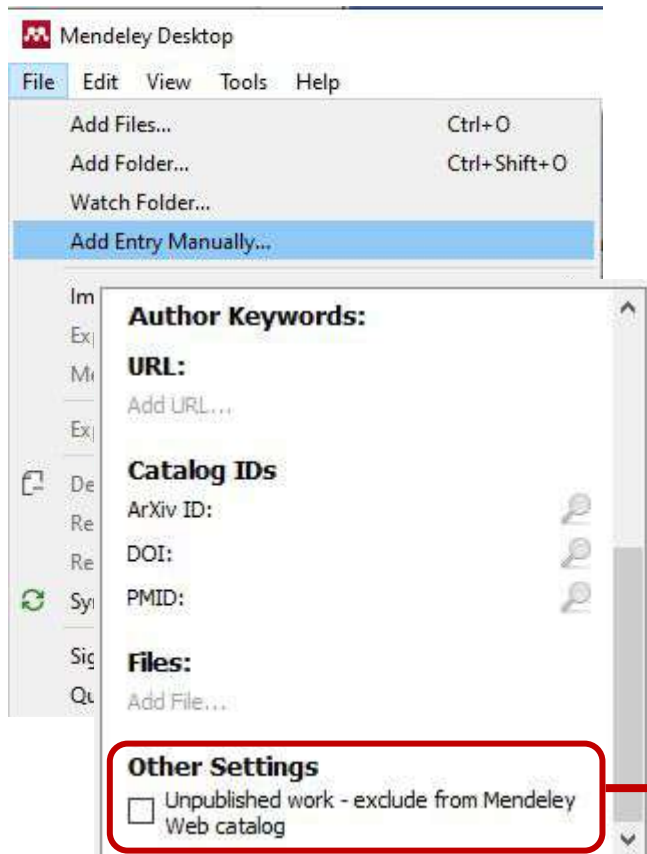 Mendeley Desktop
File Edit View Tools Help
Add Files... Ctrl+O
Add Folder... Ctrl+Shift+O
Watch Folder...
Add Entry Manually...
Author Keywords:
URL:
Add URL...
Catalog IDs
ArXiv ID:
DOI:
PMID:
Files:
Add File...
Other Settings
Unpublished work - exclude from Mendeley
Web catalog